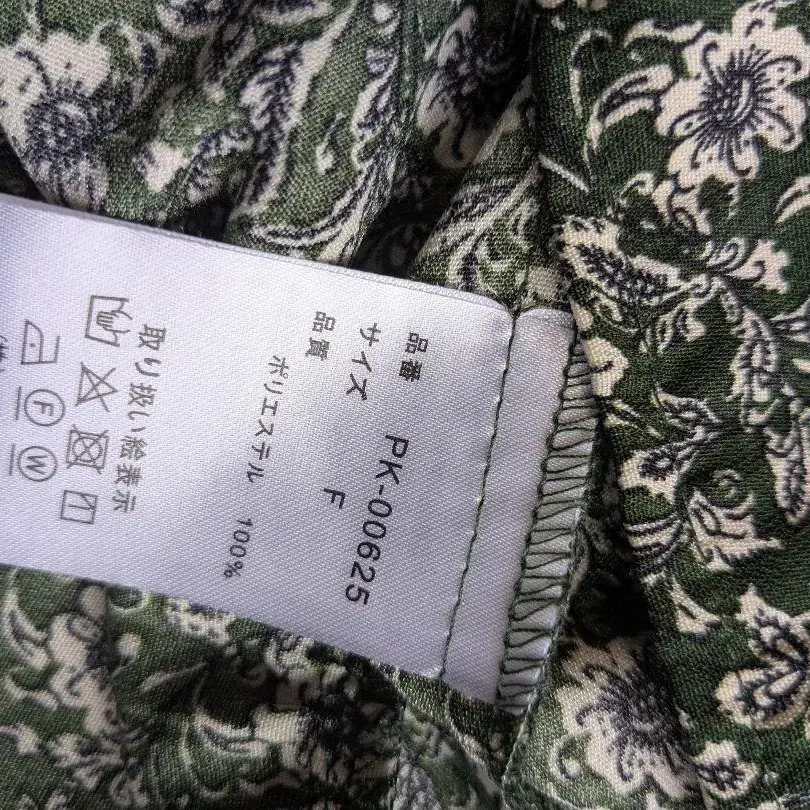 品番 PK-00625
サイズ F
品質
ポリエステル 100%
取り扱い絵表示
F
W